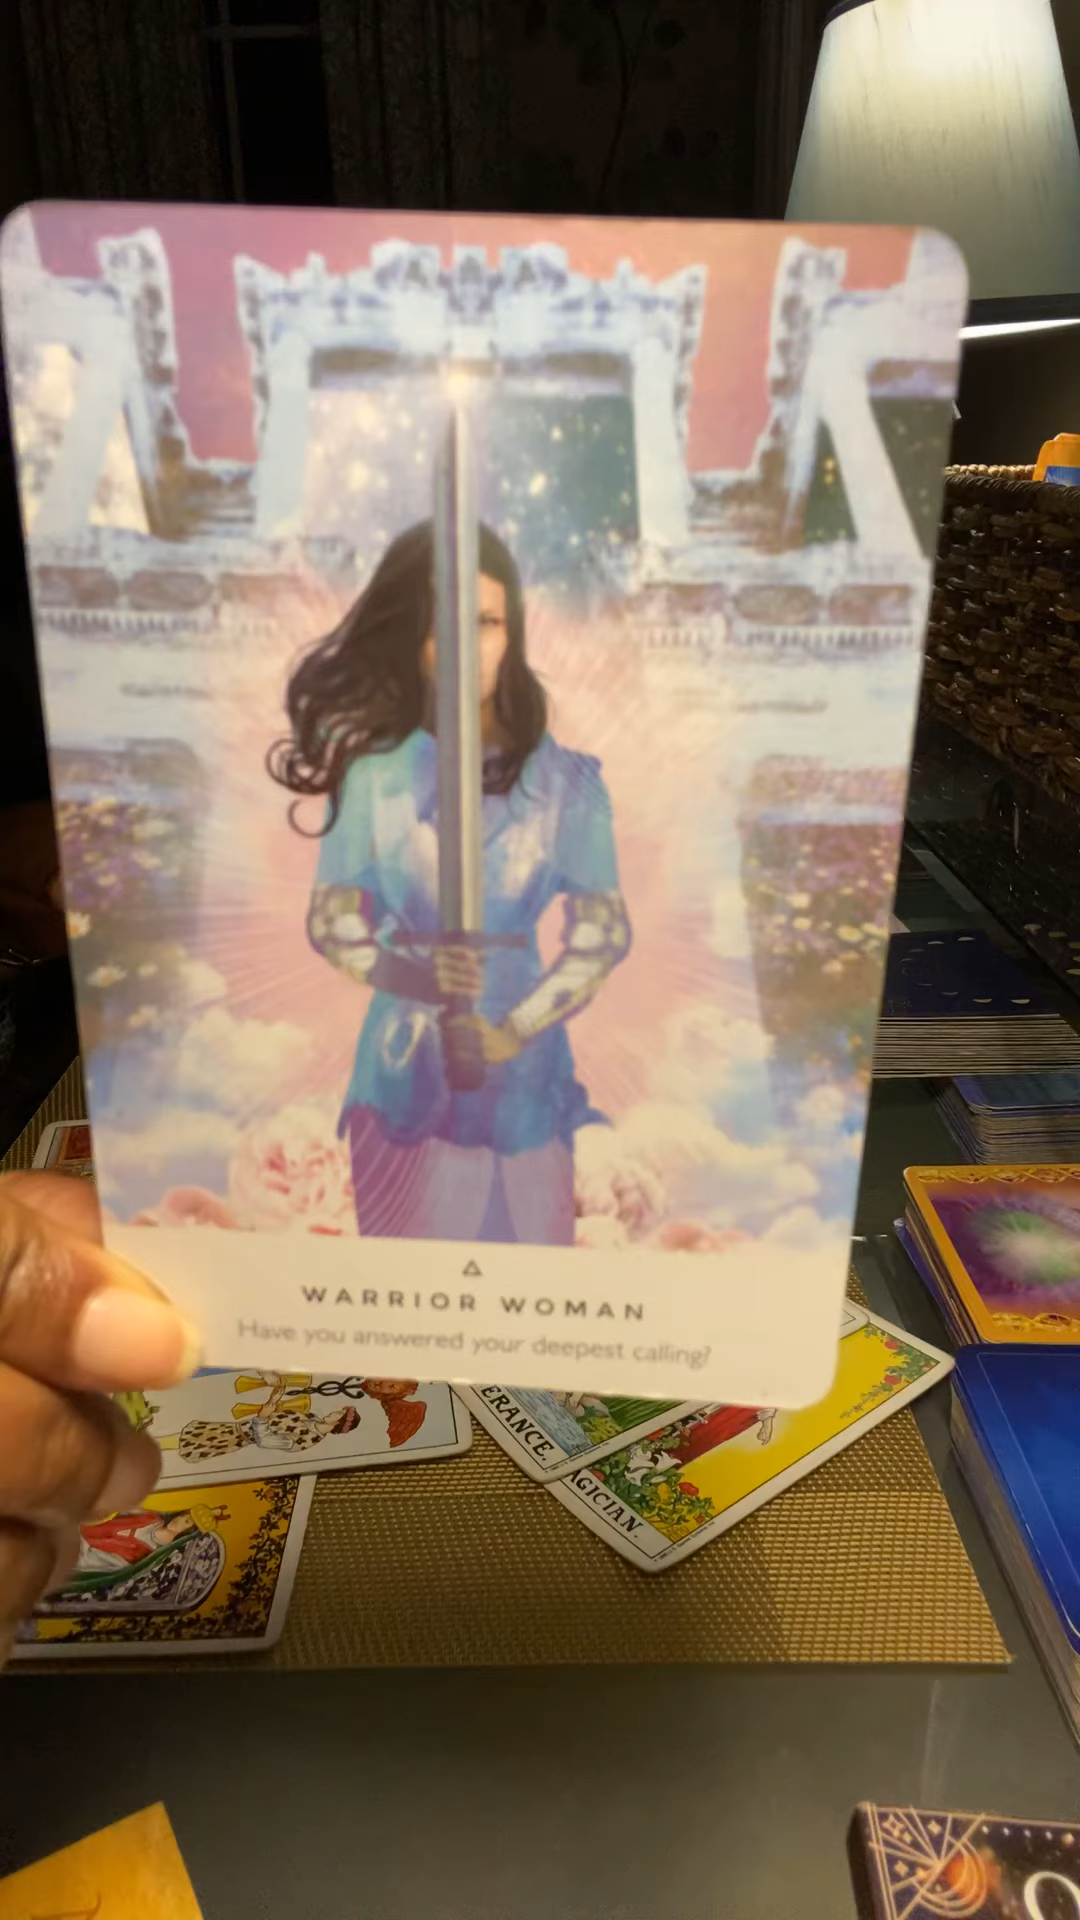 WARRIOR WOMAN
Have you answered your deepest calling?
ERANCE.
AGICIAN.
O